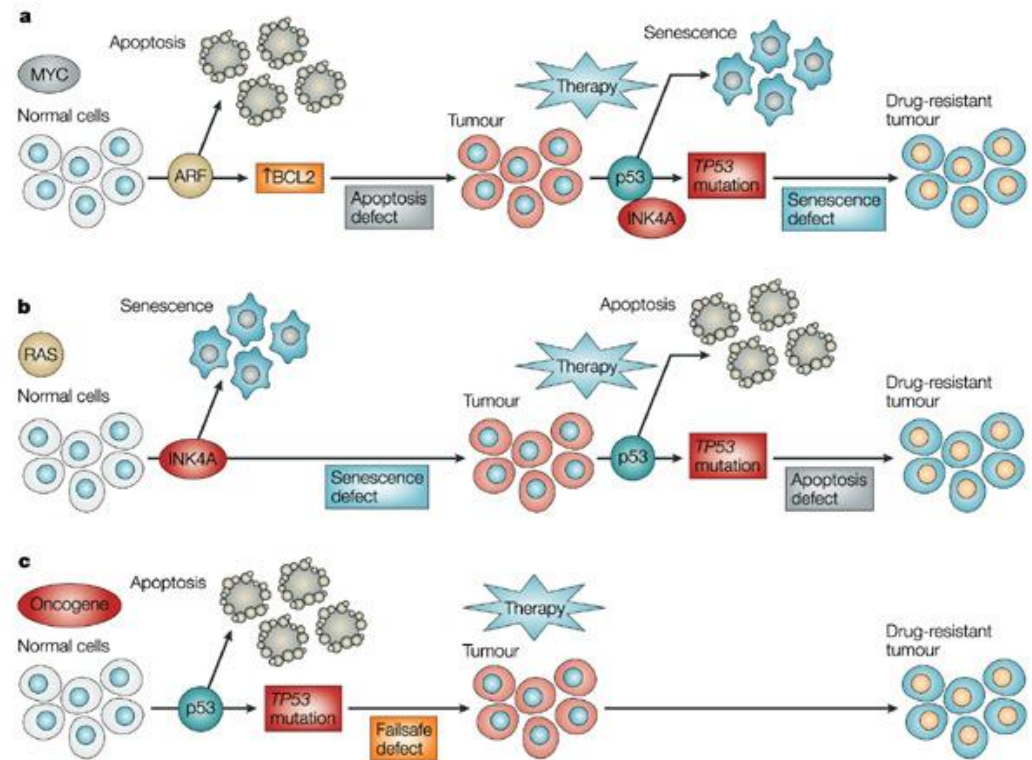 a
Apoptosis
Senescence
MYC
Therapy
Normal cells
Tumour
Drug-resistant
tumour
ARF
↑BCL2
p53
TP53
mutation
Apoptosis
defect
INK4A
Senescence
defect
b
Senescence
Apoptosis
RAS
Therapy
Normal cells
Tumour
Drug-resistant
tumour
INK4A
p53
TP53
mutation
Senescence
defect
Apoptosis
defect
c
Apoptosis
Oncogene
Therapy
Normal cells
Tumour
Drug-resistant
tumour
p53
TP53
mutation
Failsafe
defect